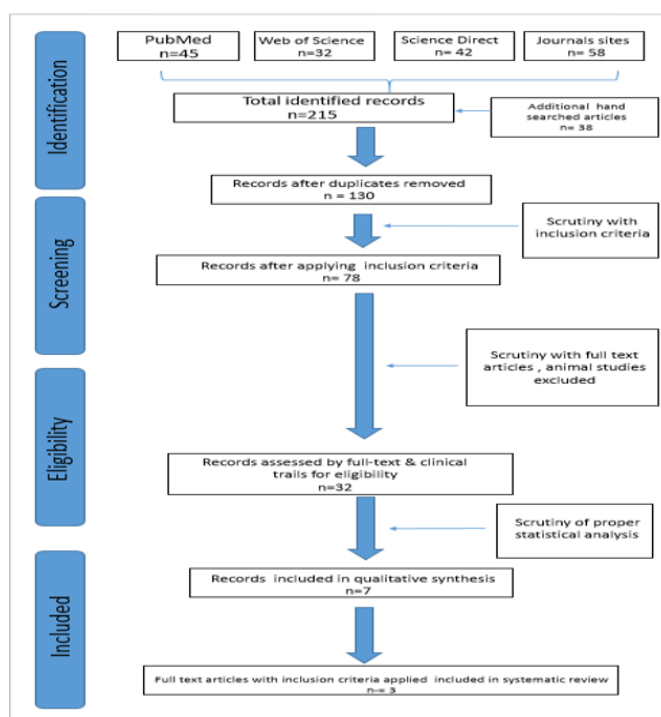 Identification
PubMed
n=45
Web of Science
n=32
Science Direct
n= 42
Journals sites
n= 58
Total identified records
n=215
Additional hand
searched articles
n= 38
Records after duplicates removed
n = 130
Screening
Scrutiny with
inclusion criteria
Records after applying inclusion criteria
n= 78
Scrutiny with full text
articles , animal studies
excluded
Eligibility
Records assessed by full-text & clinical
trails for eligibility
n=32
Scrutiny of proper
statistical analysis
Included
Records included in qualitative synthesis
n=7
Full text articles with inclusion criteria applied included in systematic review
n-= 3